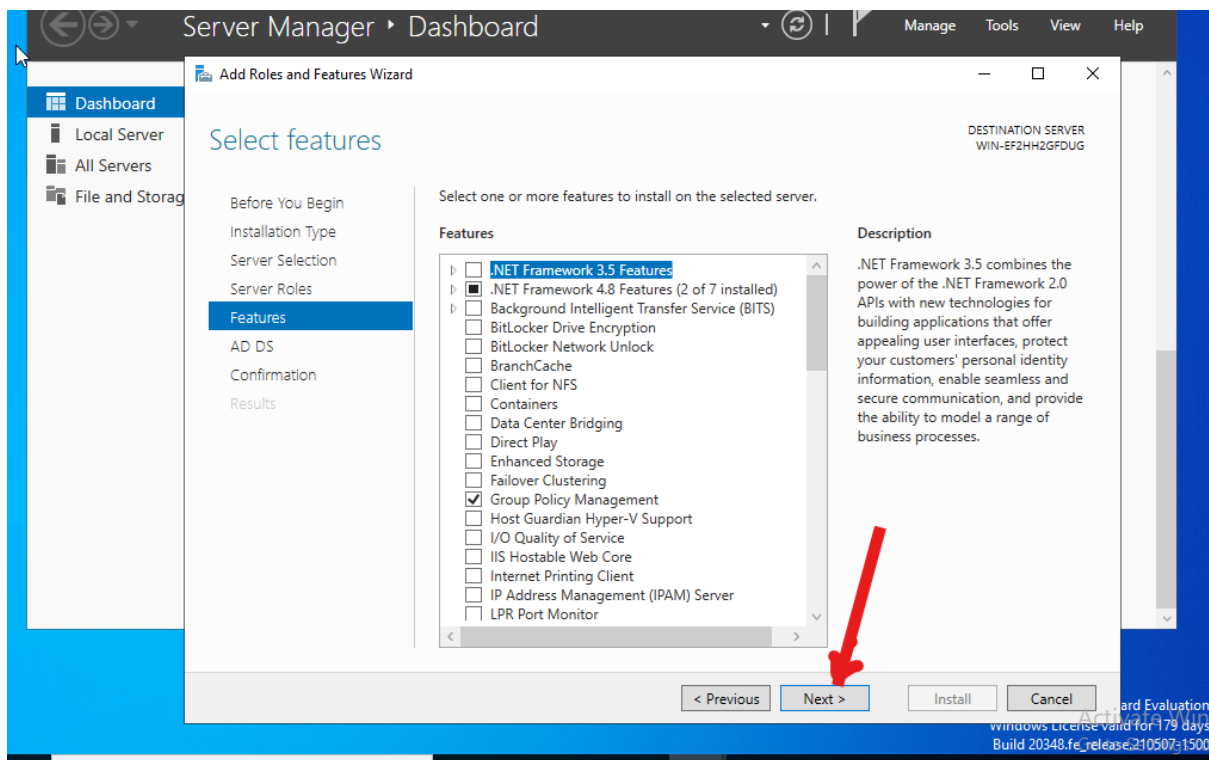 Server Manager ‣ Dashboard
Manage Tools View Help
Dashboard
Local Server
All Servers
File and Storag
Add Roles and Features Wizard
Select features
DESTINATION SERVER
WIN-EF2HH2GFDUG
Before You Begin
Installation Type
Server Selection
Server Roles
Features
AD DS
Confirmation
Results
Select one or more features to install on the selected server.
Features
.NET Framework 3.5 Features
.NET Framework 4.8 Features (2 of 7 installed)
Background Intelligent Transfer Service (BITS)
BitLocker Drive Encryption
BitLocker Network Unlock
BranchCache
Client for NFS
Containers
Data Center Bridging
Direct Play
Enhanced Storage
Failover Clustering
Group Policy Management
Host Guardian Hyper-V Support
I/O Quality of Service
IIS Hostable Web Core
Internet Printing Client
IP Address Management (IPAM) Server
LPR Port Monitor
Description
.NET Framework 3.5 combines the
power of the .NET Framework 2.0
APIs with new technologies for
building applications that offer
appealing user interfaces, protect
your customers' personal identity
information, enable seamless and
secure communication, and provide
the ability to model a range of
business processes.
< Previous
Next >
Install
Cancel
ard Evaluation
Activate Win
Windows License valid for 179 days
Build 20348.fe_release.210507-1500